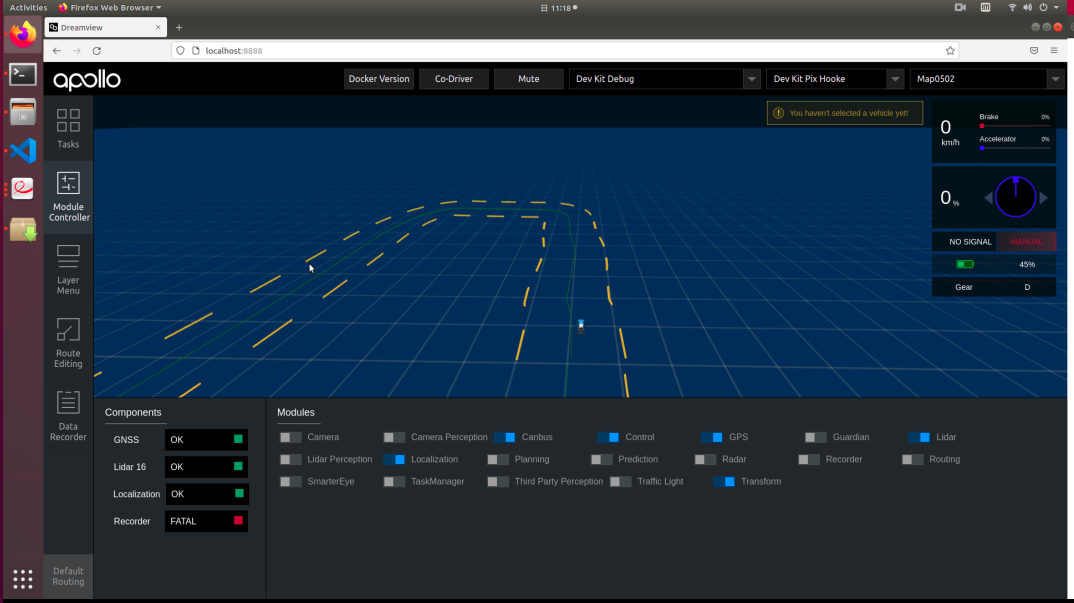 Activities Firefox Web Browser 日 11:18
Dreamview
localhost:8888
apollo Docker Version Co-Driver Mute Dev Kit Debug Dev Kit Pix Hooke Map0502
You haven't selected a vehicle yet!
0 km/h
Brake 0%
Accelerator 0%
0 %
NO SIGNAL MANUAL
45%
Gear D
Tasks
Module Controller
Layer Menu
Route Editing
Data Recorder
Default Routing
Components
GNSS OK
Lidar 16 OK
Localization OK
Recorder FATAL
Modules
Camera Camera Perception Canbus Control GPS Guardian Lidar
Lidar Perception Localization Planning Prediction Radar Recorder Routing
SmarterEye TaskManager Third Party Perception Traffic Light Transform